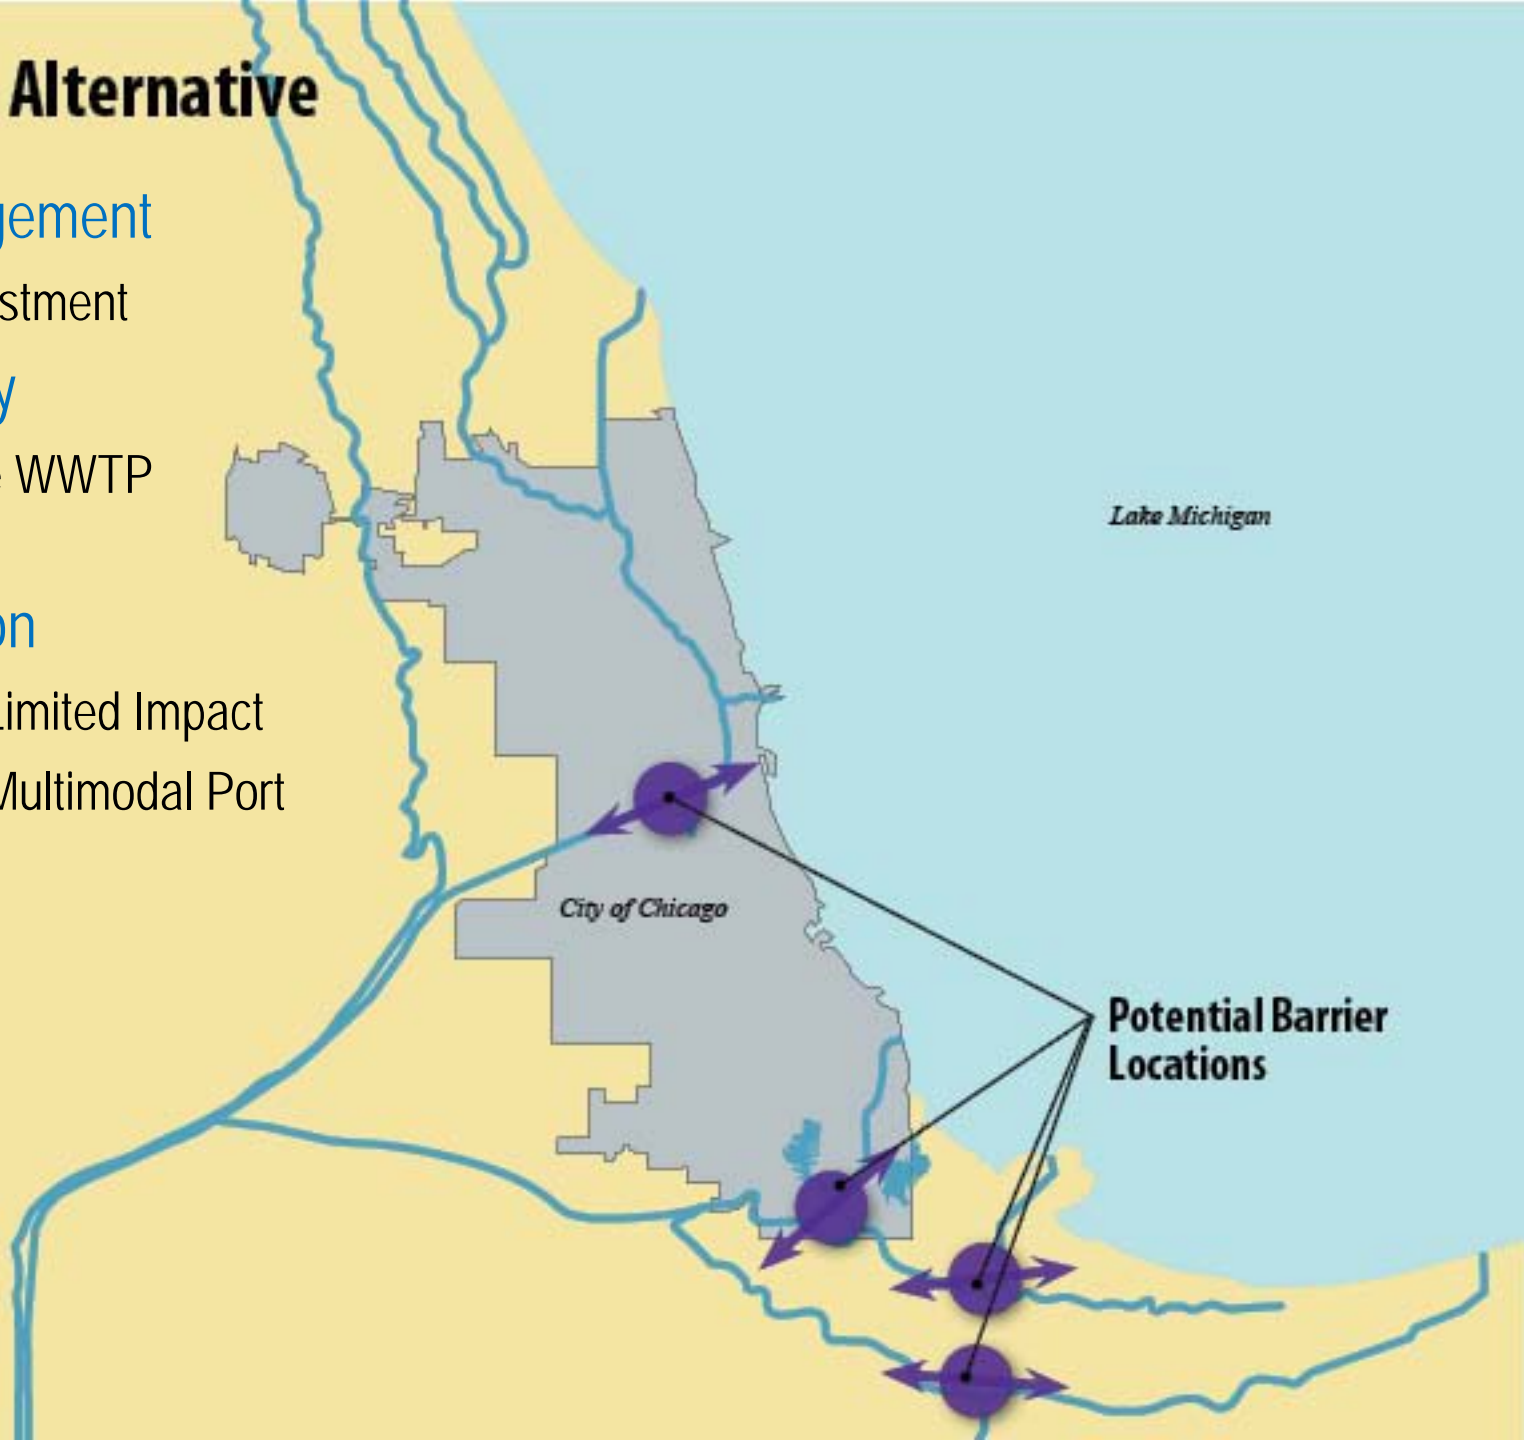 Alternative
gement
stment
y
e WWTP
on
Limited Impact
Multimodal Port
Lake Michigan
City of Chicago
Potential Barrier
Locations